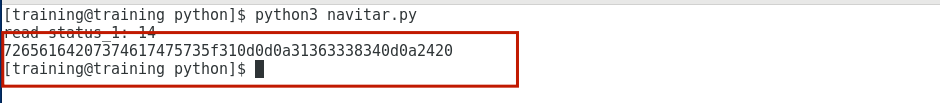 [training@training python]$ python3 navitar.py
read status_1: 14
72656164207374617475735f310d0d0a31363338340d0a2420
[training@training python]$